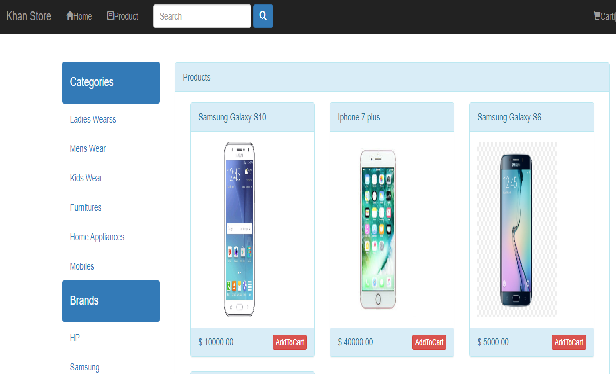 Khan Store Home Product Search Cart
Categories
Ladies Wearss
Mens Wear
Kids Wear
Furnitures
Home Appliances
Mobiles
Brands
HP
Samsung
Products
Samsung Galaxy S10
Iphone 7 plus
Samsung Galaxy S6
$ 10000.00 AddToCart
$ 40000.00 AddToCart
$ 5000.00 AddToCart